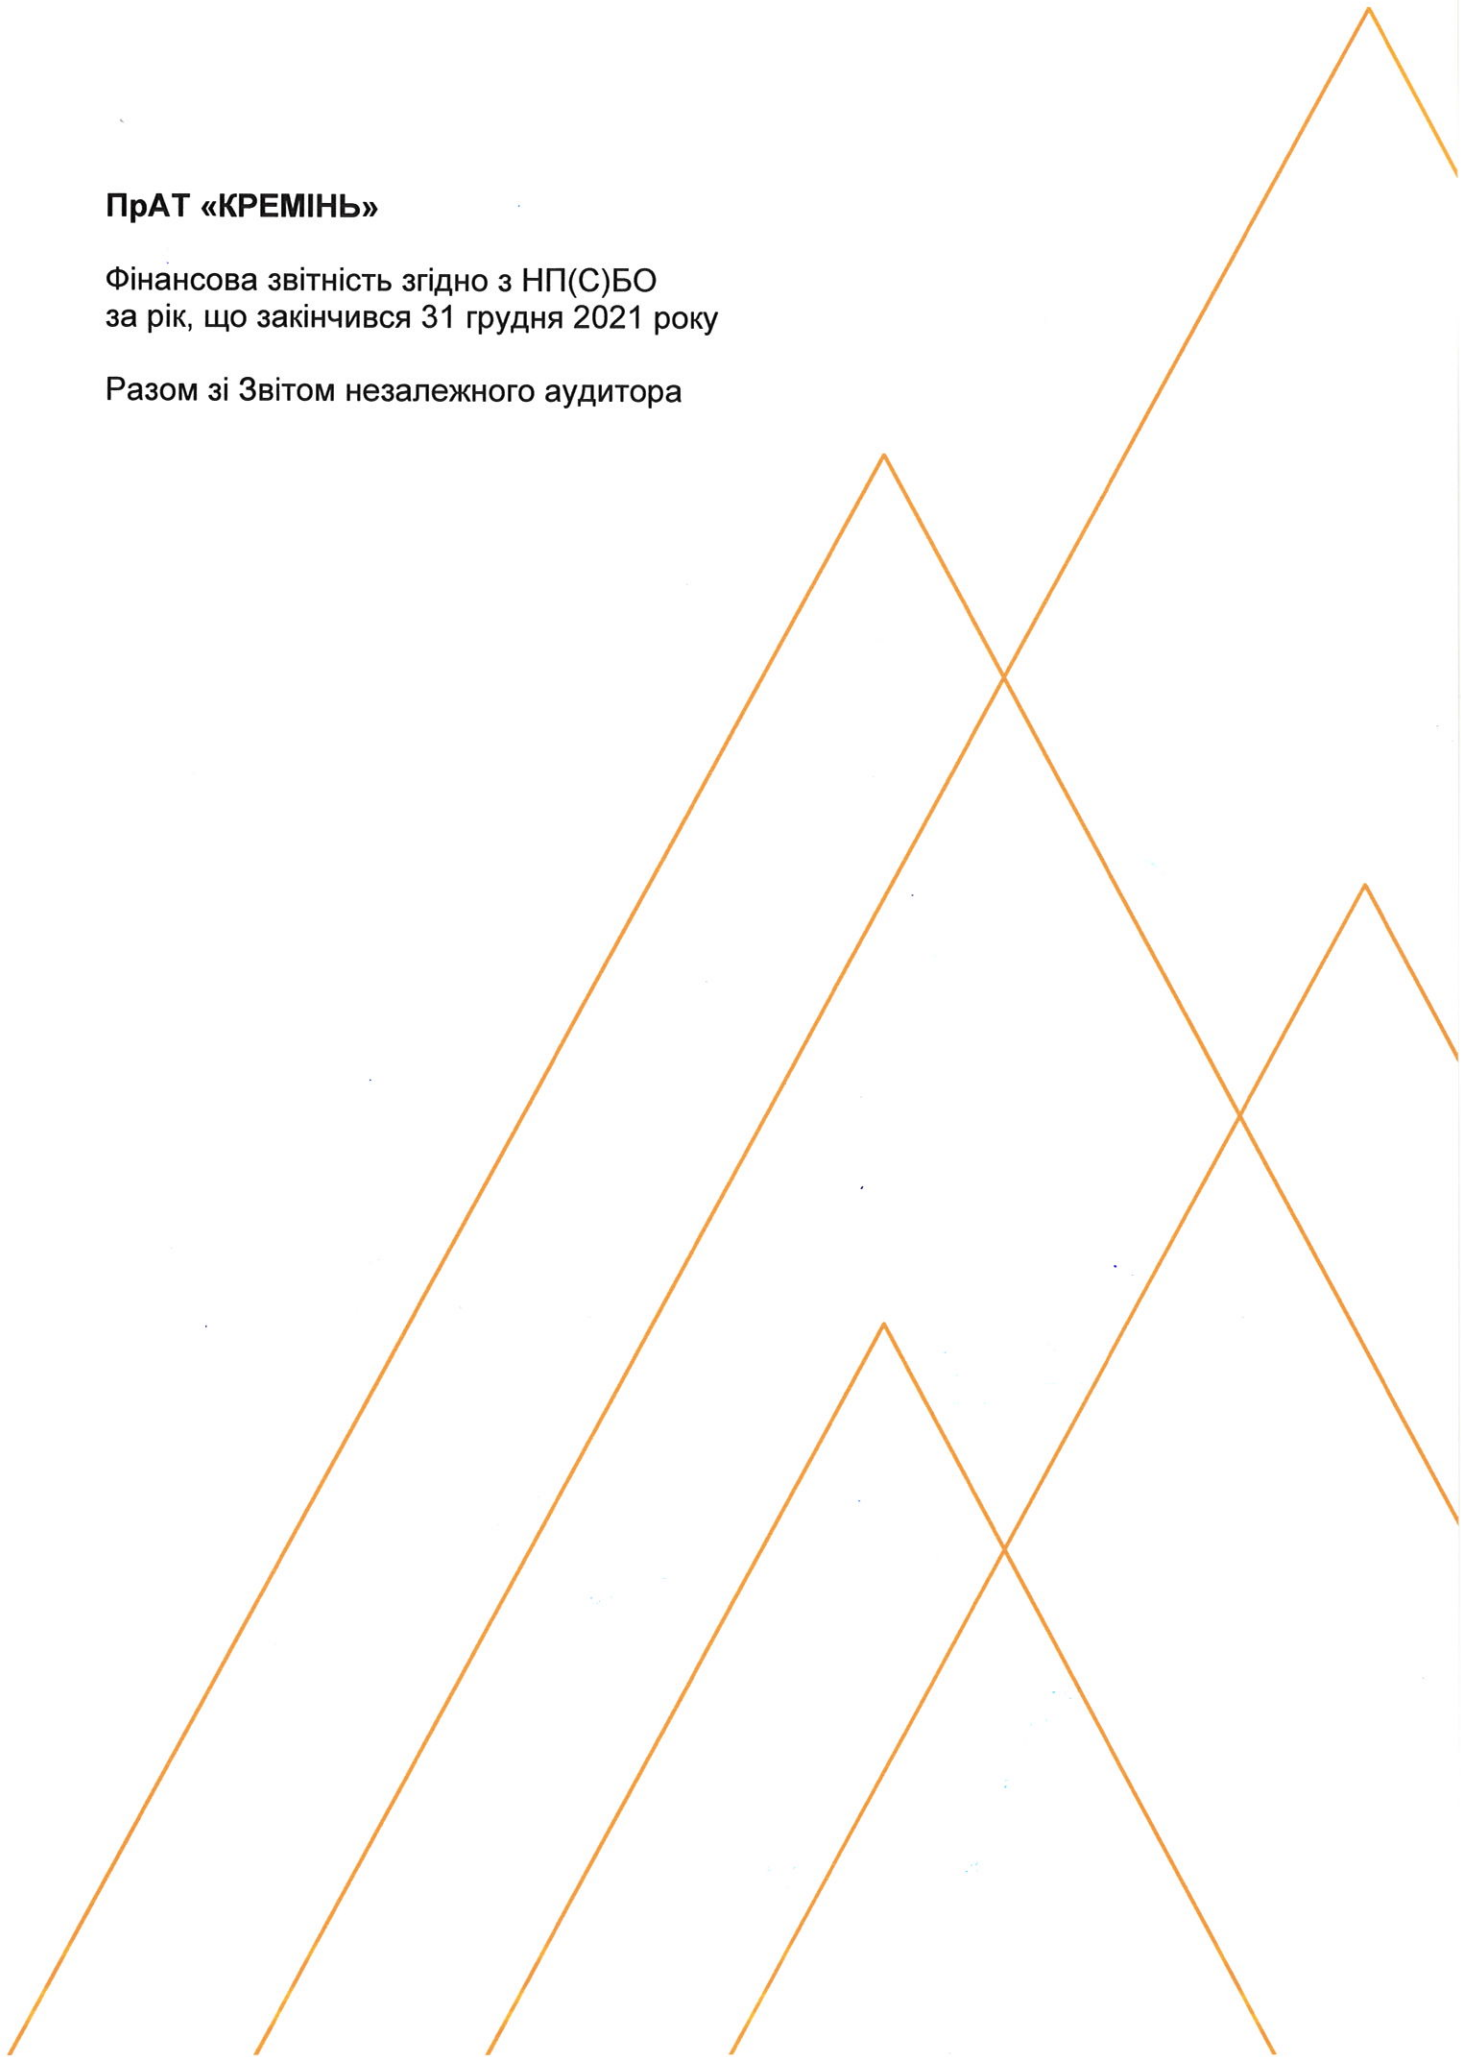 ПрАТ «КРЕМІНЬ»
Фінансова звітність згідно з НП(С)БО
за рік, що закінчився 31 грудня 2021 року
Разом зі Звітом незалежного аудитора